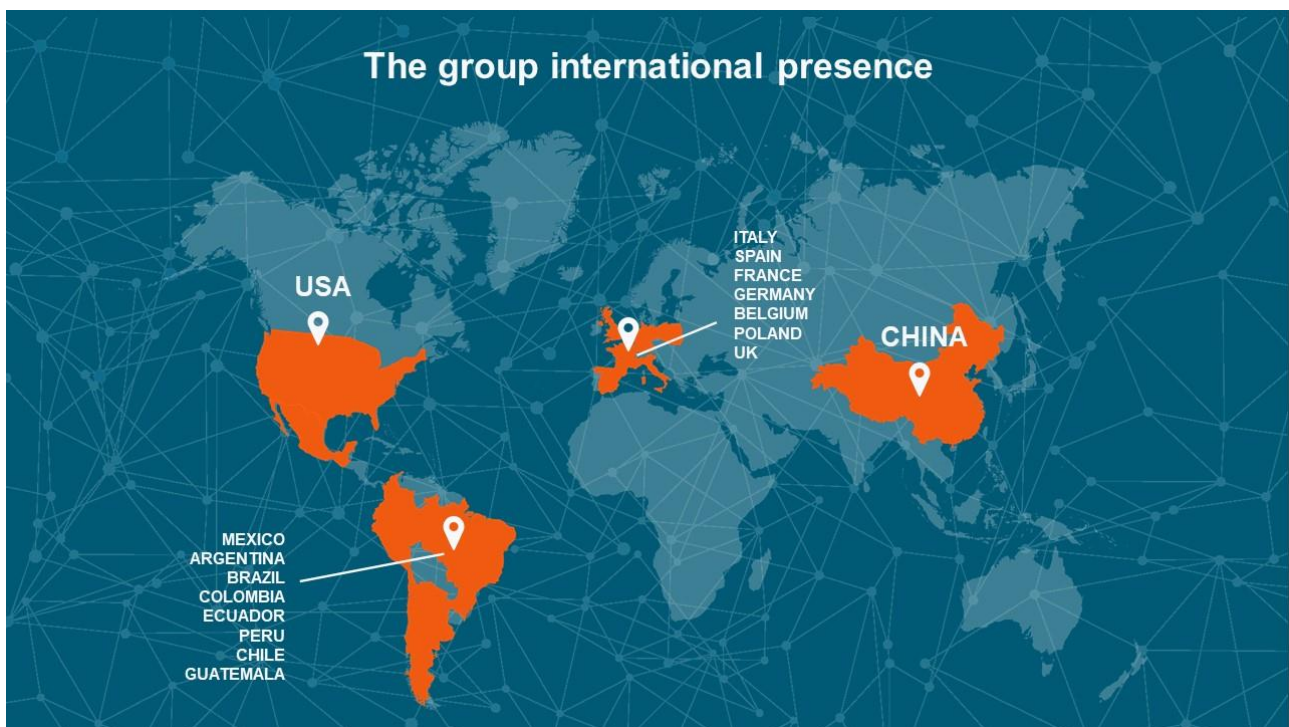 The group international presence
USA
ITALY
SPAIN
FRANCE
GERMANY
BELGIUM
POLAND
UK
CHINA
MEXICO
ARGENTINA
BRAZIL
COLOMBIA
ECUADOR
PERU
CHILE
GUATEMALA